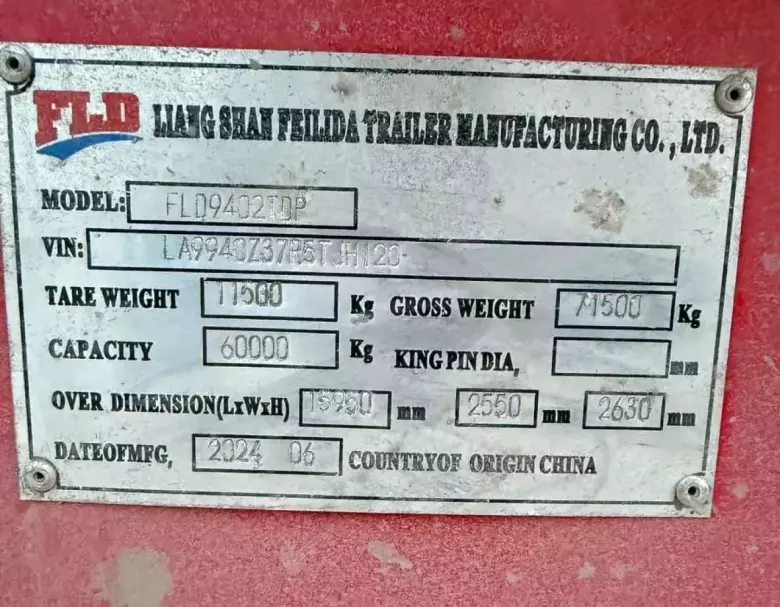 FLD LIANG SHAN FEILIDA TRAILER MANUFACTURING CO., LTD.
MODEL: FLD9402TDP
VIN: LA9940Z37R5TJH120
TARE WEIGHT 11500 Kg GROSS WEIGHT 71500 Kg
CAPACITY 60000 Kg KING PIN DIA, mm
OVER DIMENSION(LxWxH) mm 2550 mm 2630 mm
DATEOFMFG, 2024 06 COUNTRYOF ORIGIN CHINA